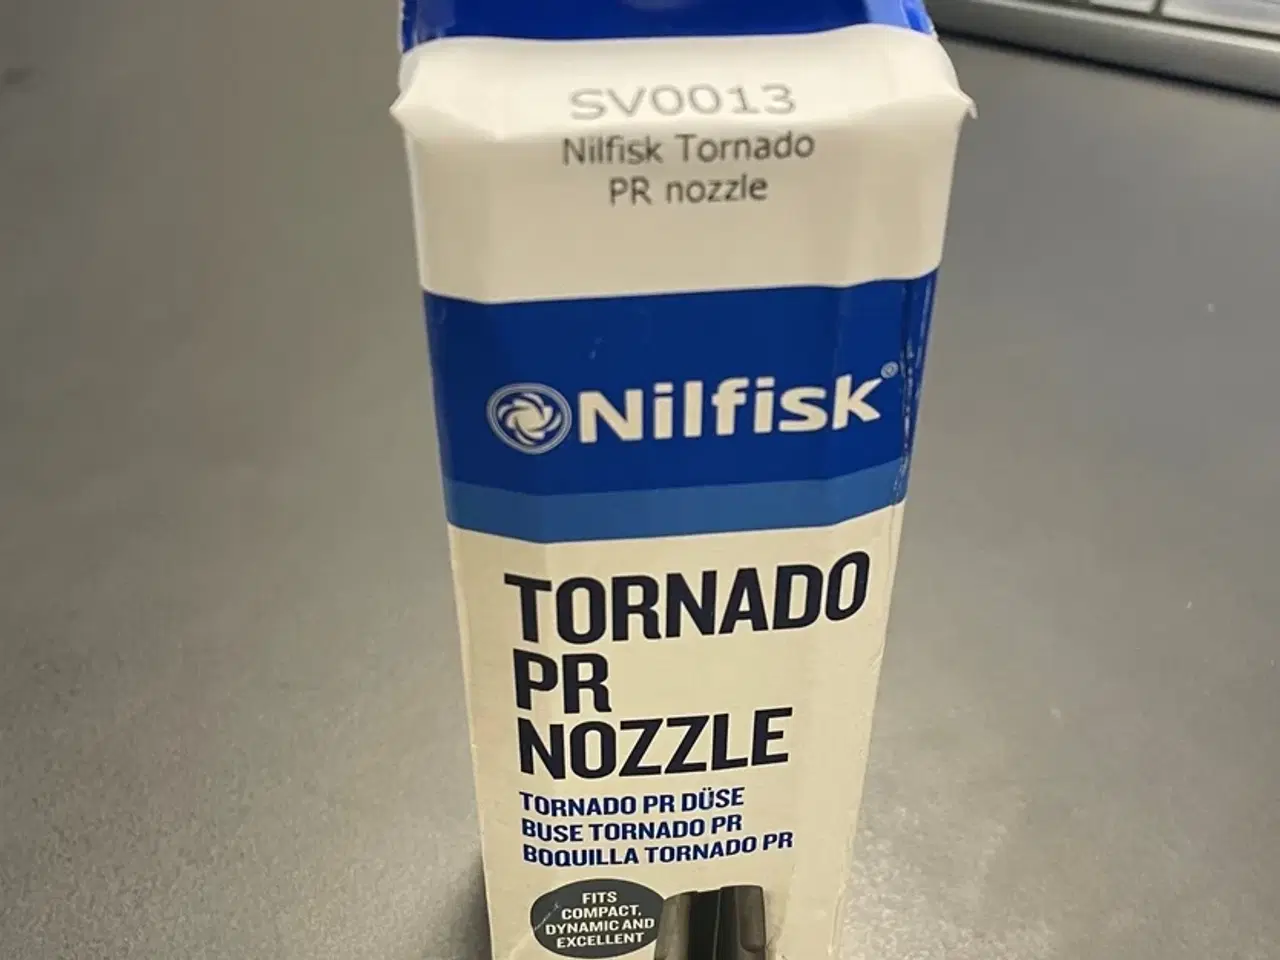 SV0013
Nilfisk Tornado
PR nozzle
Nilfisk®
TORNADO
PR
NOZZLE
TORNADO PR DÜSE
BUSE TORNADO PR
BOQUILLA TORNADO PR
FITS
COMPACT,
DYNAMIC AND
EXCELLENT